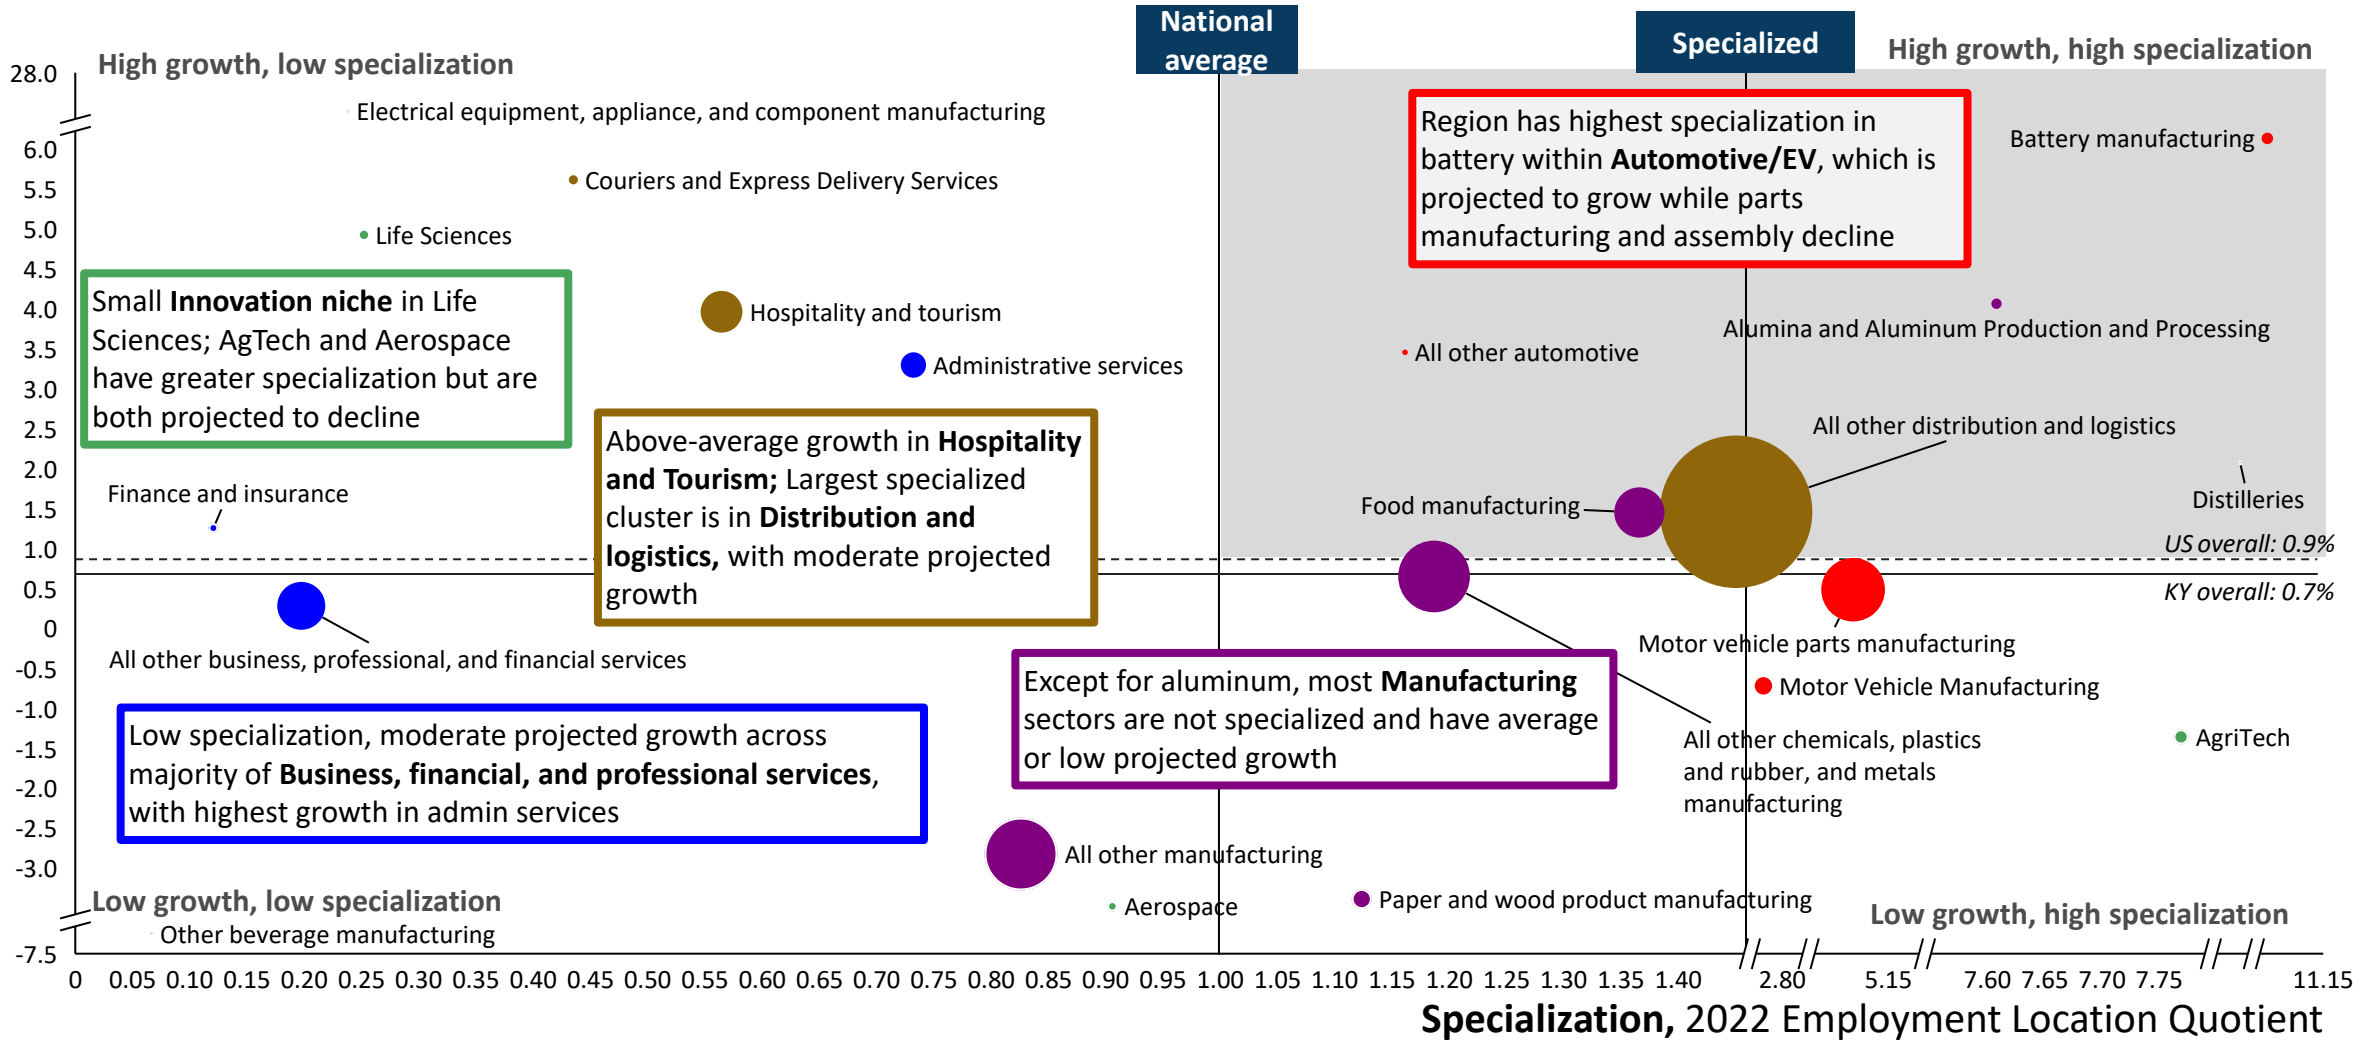 National
average
Specialized
High growth, low specialization
High growth, high specialization
28.0
6.0
5.5
5.0
4.5
4.0
3.5
3.0
2.5
2.0
1.5
1.0
0.5
0
-0.5
-1.0
-1.5
-2.0
-2.5
-3.0
-7.5
Electrical equipment, appliance, and component manufacturing
Couriers and Express Delivery Services
Life Sciences
Small Innovation niche in Life
Sciences; AgTech and Aerospace
have greater specialization but are
both projected to decline
Hospitality and tourism
Administrative services
Above-average growth in Hospitality
and Tourism; Largest specialized
cluster is in Distribution and
logistics, with moderate projected
growth
Finance and insurance
All other business, professional, and financial services
Low specialization, moderate projected growth across
majority of Business, financial, and professional services,
with highest growth in admin services
Region has highest specialization in
battery within Automotive/EV, which is
projected to grow while parts
manufacturing and assembly decline
Battery manufacturing
Alumina and Aluminum Production and Processing
All other automotive
All other distribution and logistics
Food manufacturing
Distilleries
US overall: 0.9%
KY overall: 0.7%
Motor vehicle parts manufacturing
Motor Vehicle Manufacturing
Except for aluminum, most Manufacturing
sectors are not specialized and have average
or low projected growth
All other chemicals, plastics
and rubber, and metals
manufacturing
AgriTech
All other manufacturing
Aerospace
Paper and wood product manufacturing
Low growth, low specialization
Low growth, high specialization
Other beverage manufacturing
0 0.05 0.10 0.15 0.20 0.25 0.30 0.35 0.40 0.45 0.50 0.55 0.60 0.65 0.70 0.75 0.80 0.85 0.90 0.95 1.00 1.05 1.10 1.15 1.20 1.25 1.30 1.35 1.40 2.80 5.15 7.60 7.65 7.70 7.75 11.15
Specialization, 2022 Employment Location Quotient